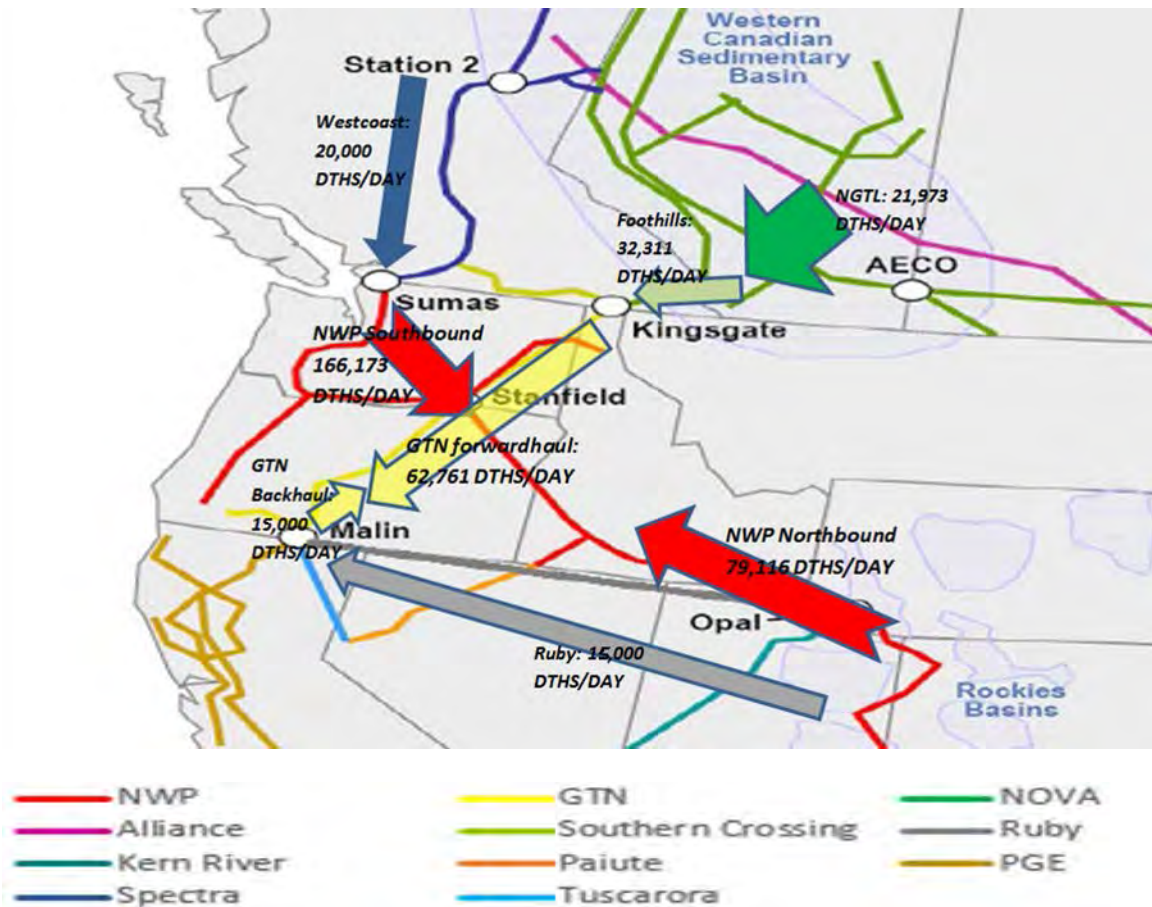 Western
Canadian
Sedimentary
Basin
Station 2
Westcoast:
20,000
DTHS/DAY
NGTL: 21,973
DTHS/DAY
Foothills:
32,311
DTHS/DAY
AECO
Sumas
Kingsgate
NWP Southbound
166,173
DTHS/DAY
Stanfield
GTN forwardhaul:
62,761 DTHS/DAY
GTN
Backhaul:
15,000
DTHS/DAY
Malin
NWP Northbound
79,116 DTHS/DAY
Opal
Ruby: 15,000
DTHS/DAY
Rockies
Basins
NWP
GTN
NOVA
Alliance
Southern Crossing
Ruby
Kern River
Paiute
PGE
Spectra
Tuscarora